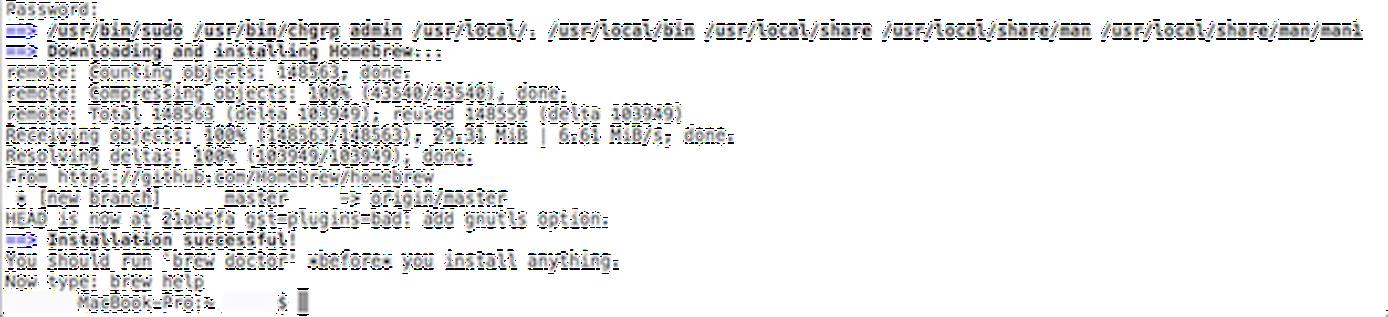 Password:
==> /usr/bin/sudo /usr/bin/chgrp admin /usr/local/. /usr/local/bin /usr/local/share /usr/local/share/man /usr/local/share/man/man1
==> Downloading and installing Homebrew...
remote: Counting objects: 148563, done.
remote: Compressing objects: 100% (43540/43540), done.
remote: Total 148563 (delta 103949), reused 148559 (delta 103949)
Receiving objects: 100% (148563/148563), 29.31 MiB | 6.61 MiB/s, done.
Resolving deltas: 100% (103949/103949), done.
From https://github.com/Homebrew/homebrew
 * [new branch]      master     -> origin/master
HEAD is now at 21ae5fa gst-plugins-bad: add gnutls option.
==> Installation successful!
You should run `brew doctor' *before* you install anything.
Now type: brew help
MacBook-Pro:~ $